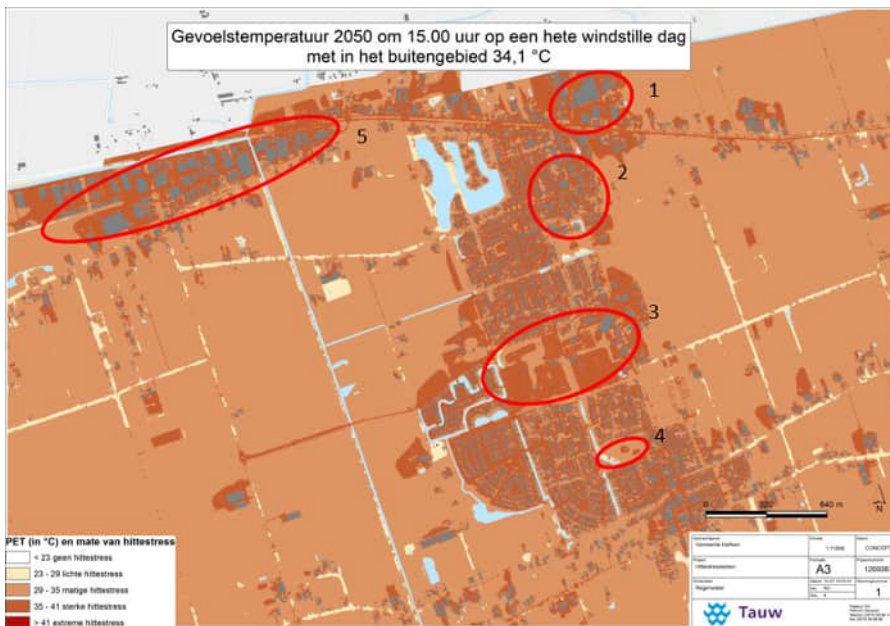 Gevoelstemperatuur 2050 om 15.00 uur op een hete windstille dag
met in het buitengebied 34,1 °C
1
5
2
3
4
0
640 m
N
PET (in °C) en mate van hittestress
< 23 geen hittestress
23 - 29 lichte hittestress
29 - 35 matige hittestress
35 - 41 sterke hittestress
> 41 extreme hittestress
CONCEPT
A3
1
Tauw